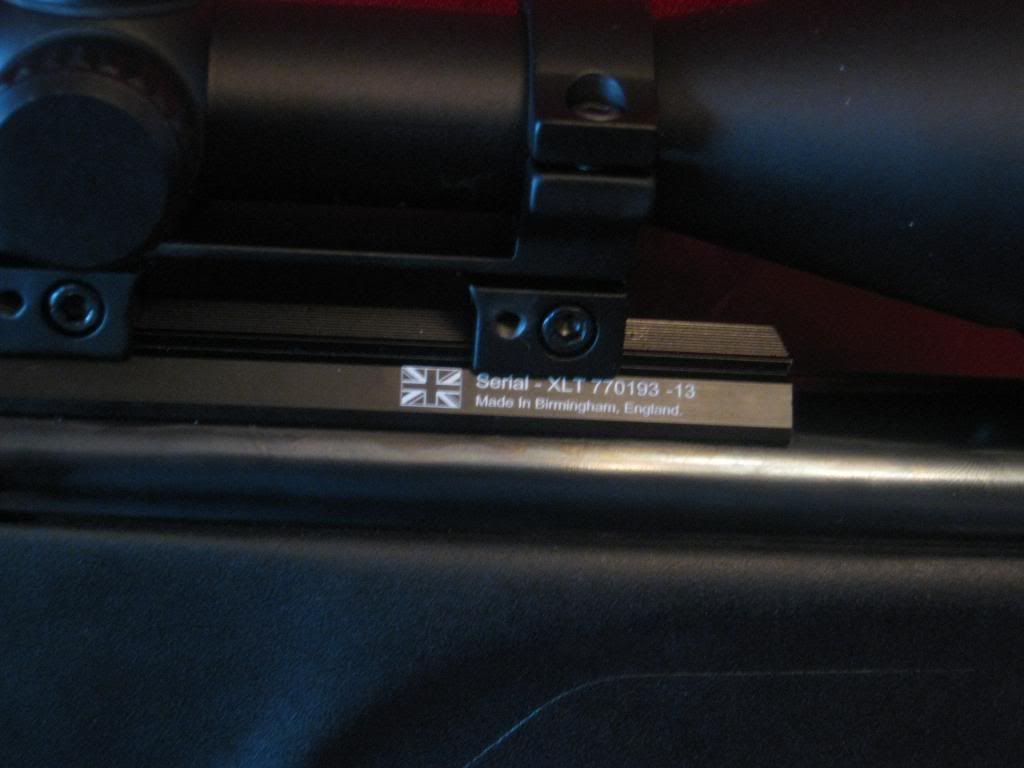 Serial - XLT 770193 -13
Made In Birmingham, England.